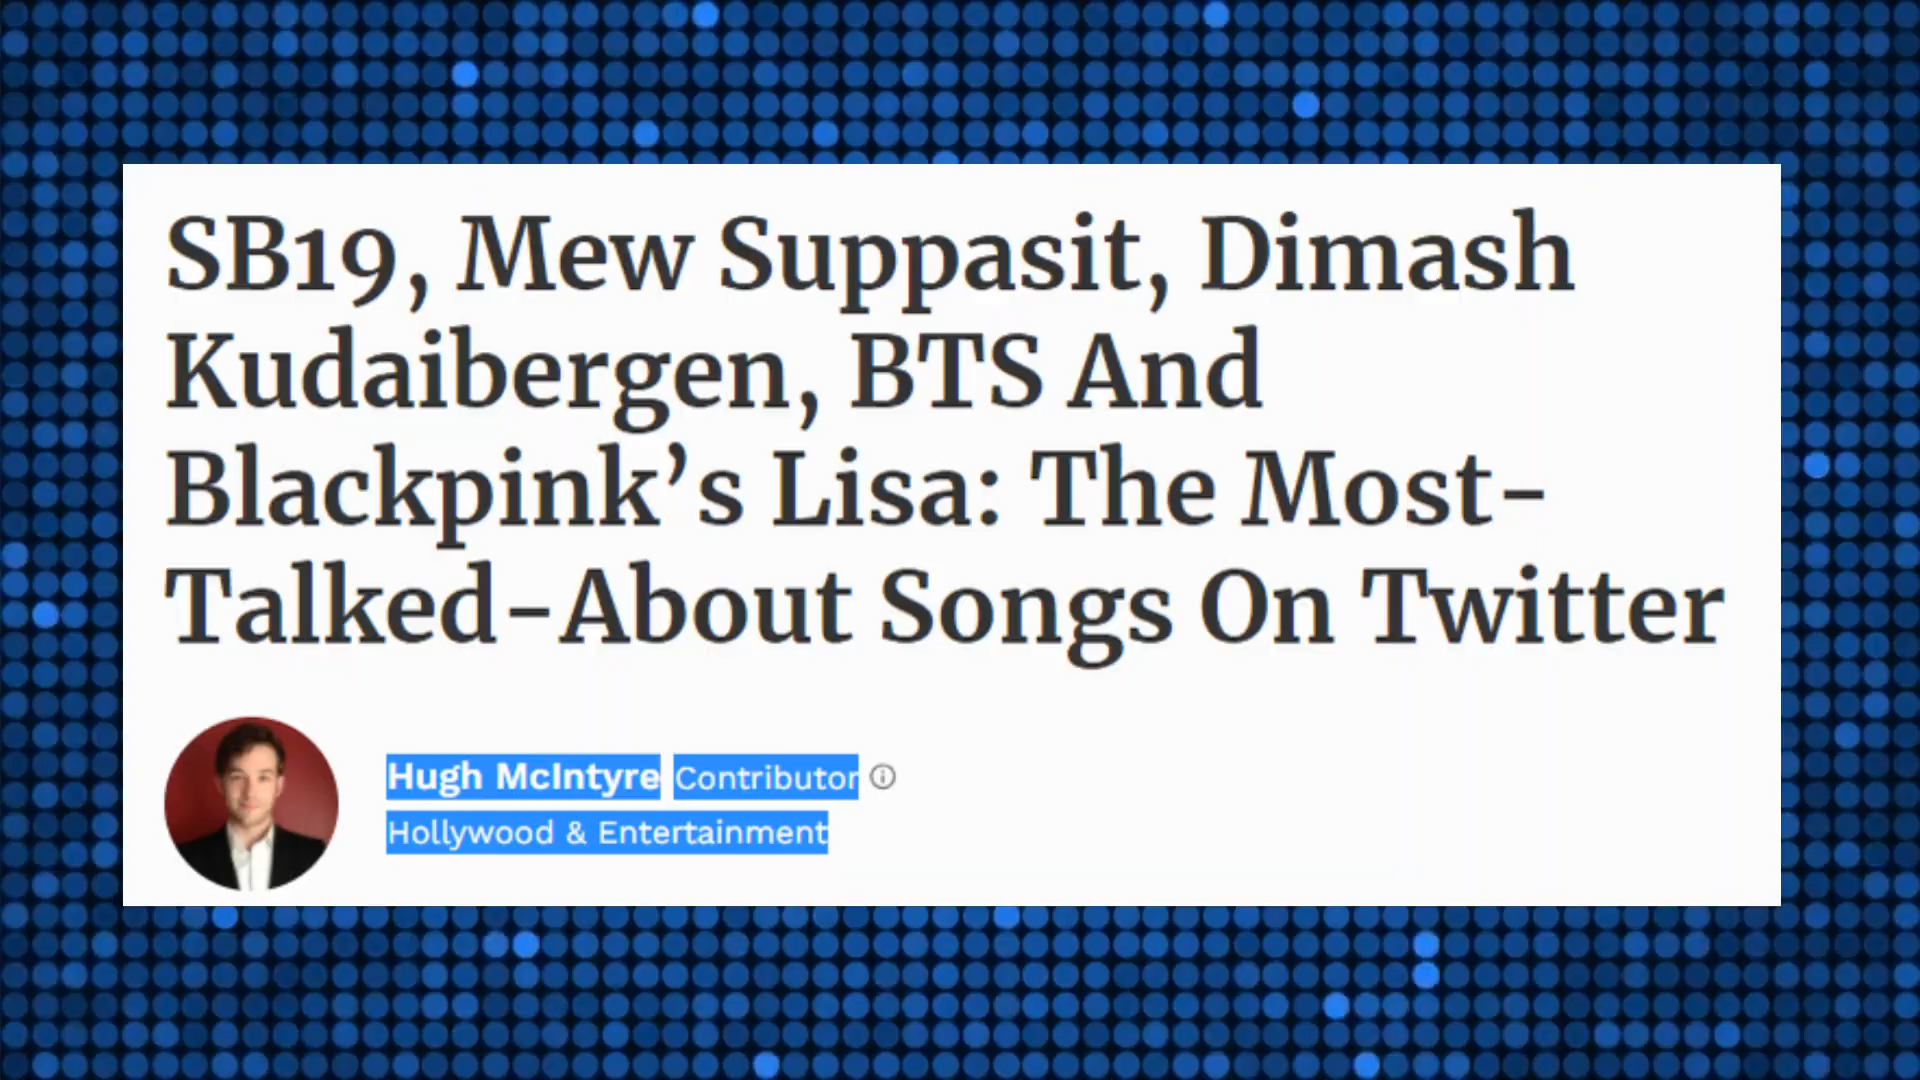 SB19, Mew Suppasit, Dimash
Kudaibergen, BTS And
Blackpink’s Lisa: The Most-
Talked-About Songs On Twitter
Hugh McIntyre Contributor
Hollywood & Entertainment